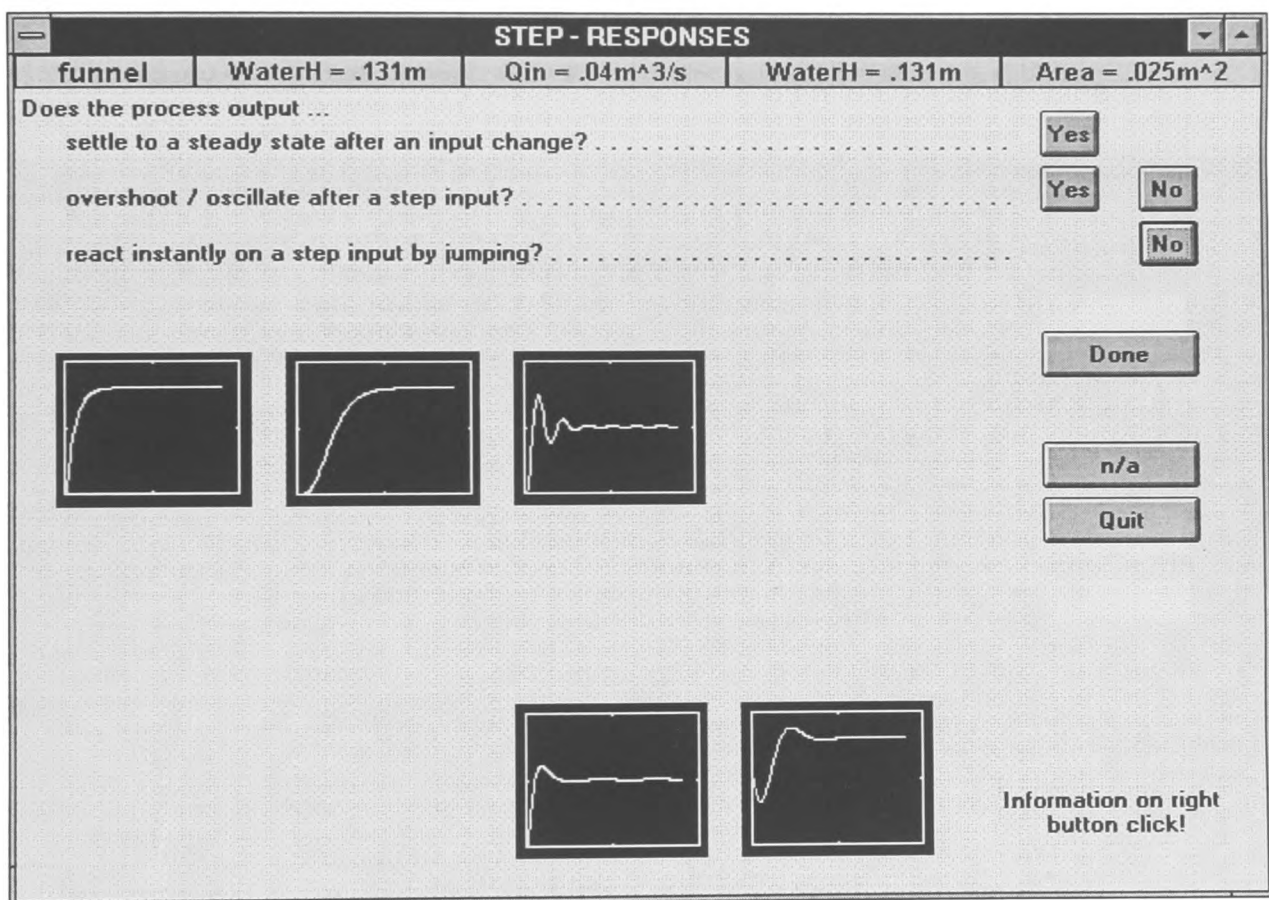 STEP - RESPONSES
funnel WaterH = .131m Qin = .04m^3/s WaterH = .131m Area = .025m^2
Does the process output ...
settle to a steady state after an input change? . . . . . . . . . . . . . . . . . . . . . . . . . . . . . . . . Yes
overshoot / oscillate after a step input? . . . . . . . . . . . . . . . . . . . . . . . . . . . . . . . . . . . . . Yes No
react instantly on a step input by jumping? . . . . . . . . . . . . . . . . . . . . . . . . . . . . . . . . . . . No
Done
n/a
Quit
Information on right
button click!